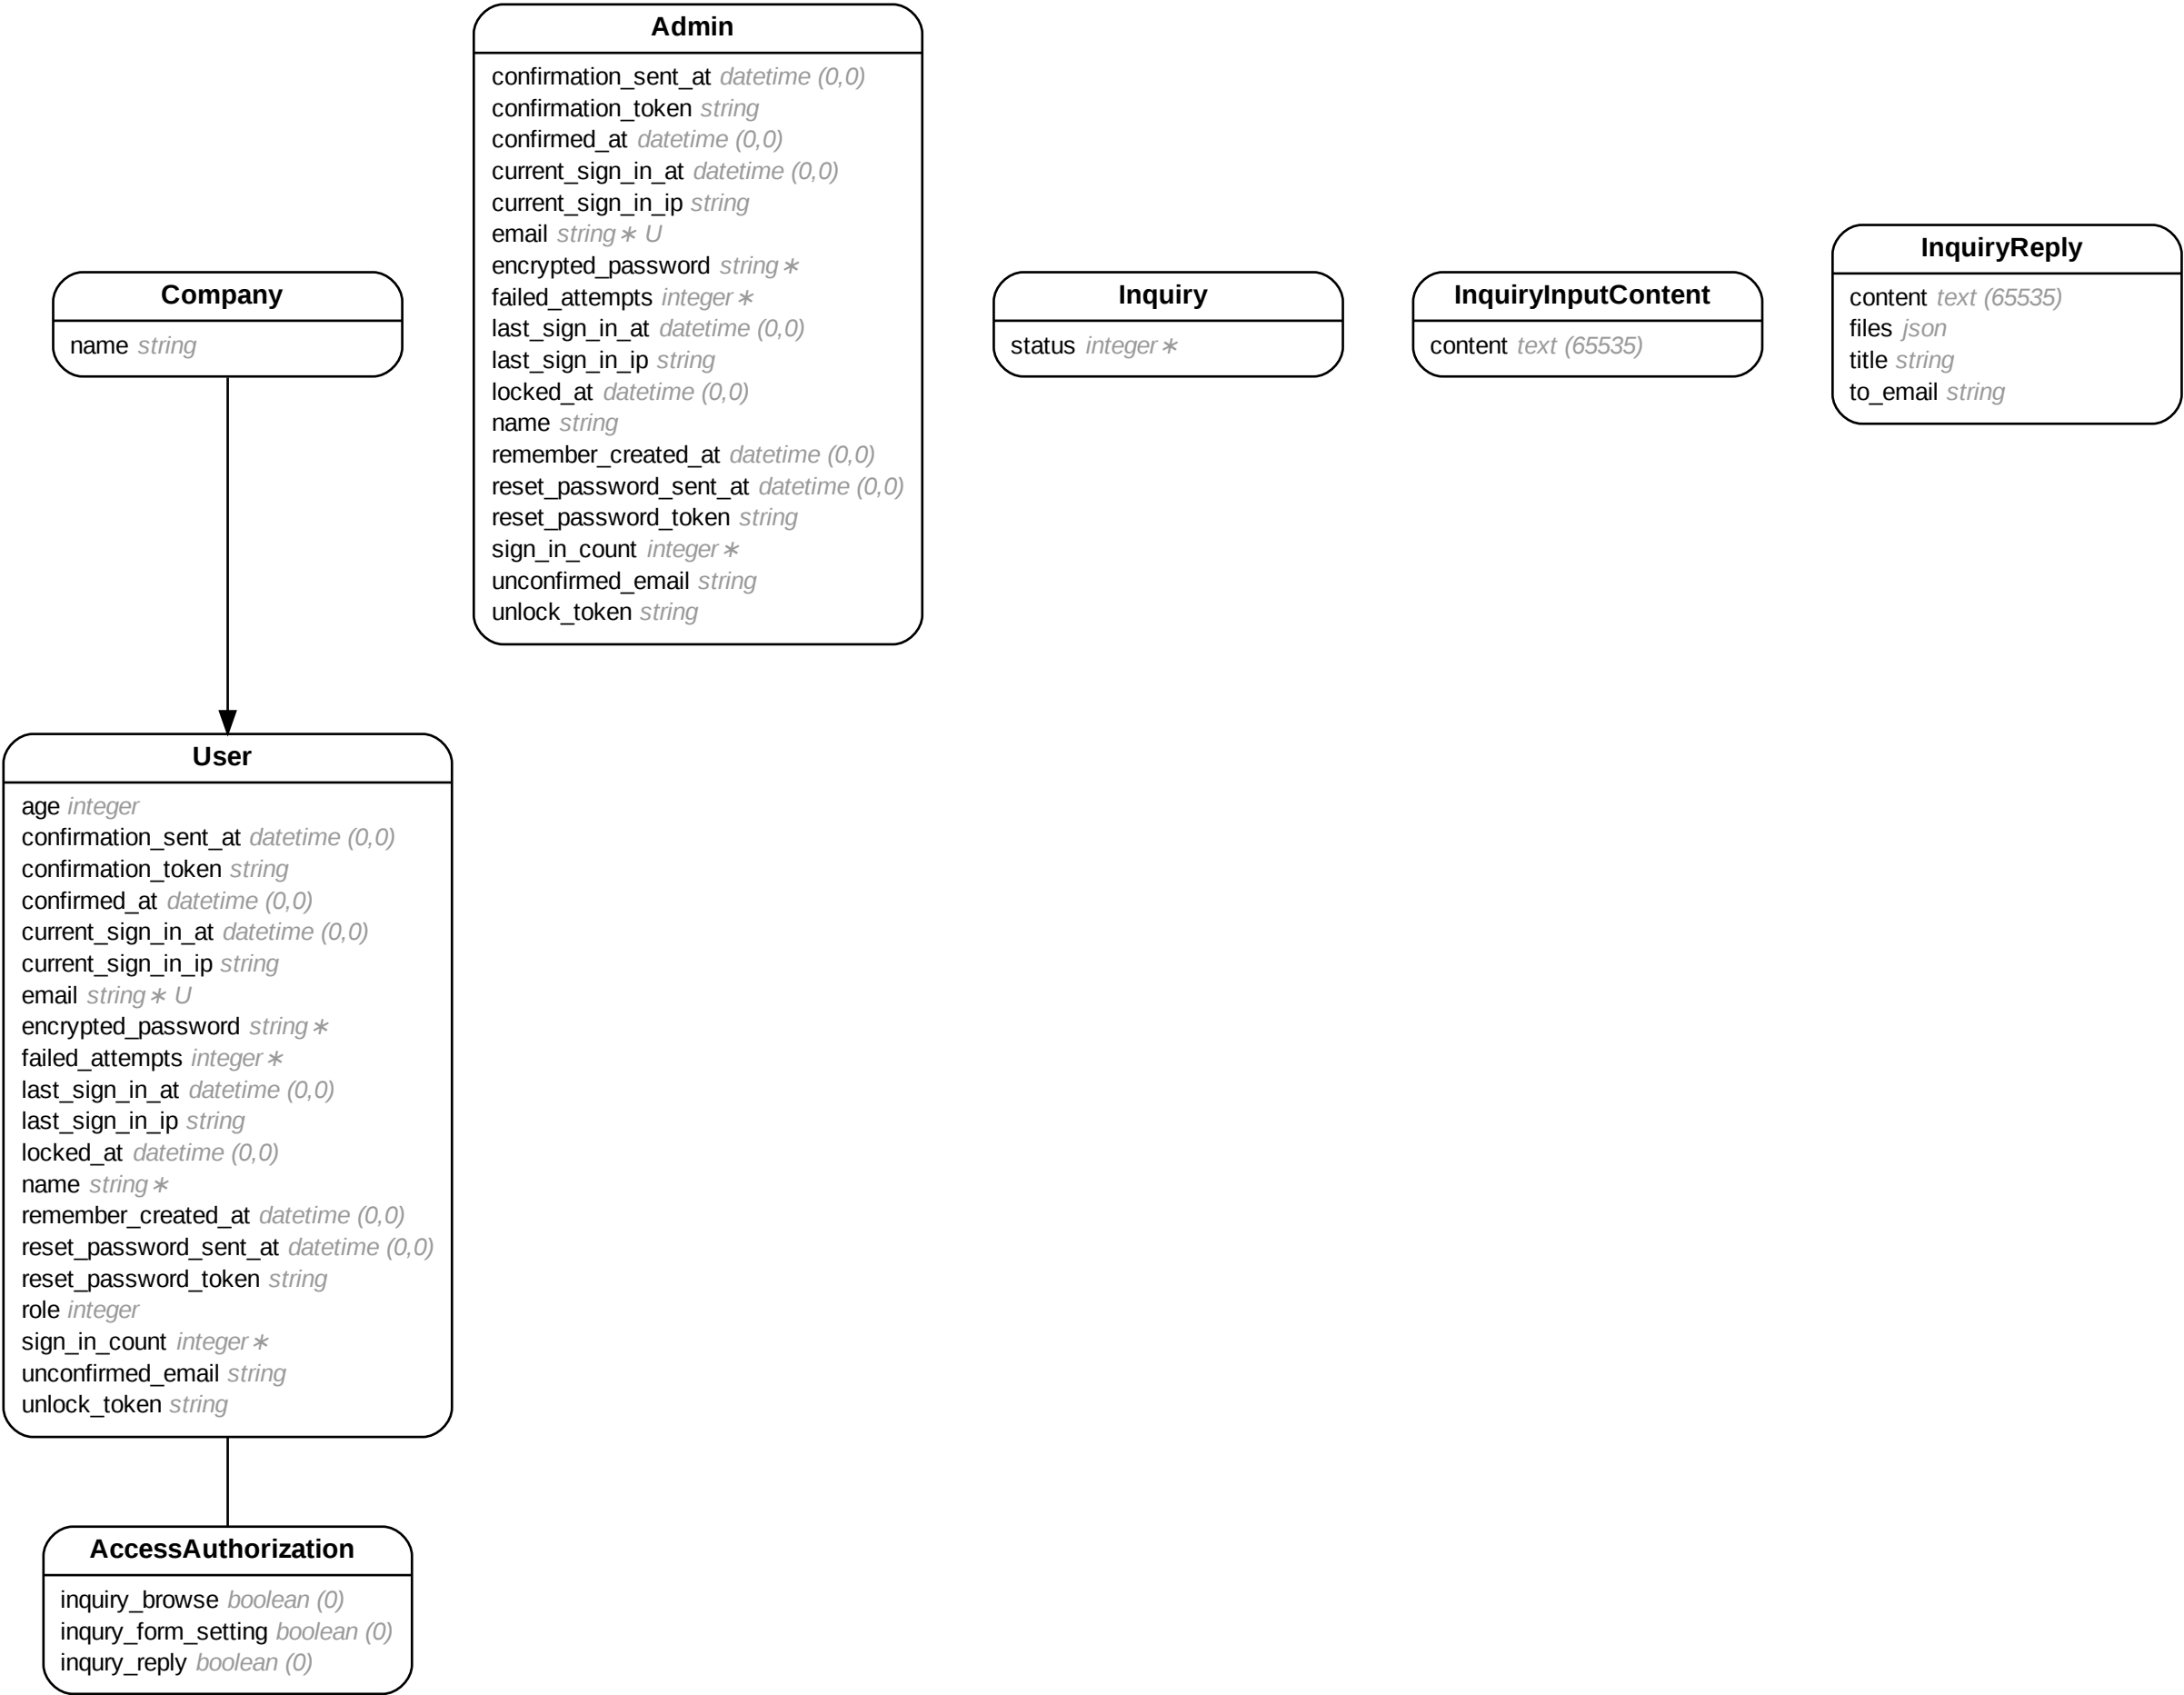 Company
name string
Admin
confirmation_sent_at datetime (0,0)
confirmation_token string
confirmed_at datetime (0,0)
current_sign_in_at datetime (0,0)
current_sign_in_ip string
email string∗ U
encrypted_password string∗
failed_attempts integer∗
last_sign_in_at datetime (0,0)
last_sign_in_ip string
locked_at datetime (0,0)
name string
remember_created_at datetime (0,0)
reset_password_sent_at datetime (0,0)
reset_password_token string
sign_in_count integer∗
unconfirmed_email string
unlock_token string
Inquiry
status integer∗
InquiryInputContent
content text (65535)
InquiryReply
content text (65535)
files json
title string
to_email string
User
age integer
confirmation_sent_at datetime (0,0)
confirmation_token string
confirmed_at datetime (0,0)
current_sign_in_at datetime (0,0)
current_sign_in_ip string
email string∗ U
encrypted_password string∗
failed_attempts integer∗
last_sign_in_at datetime (0,0)
last_sign_in_ip string
locked_at datetime (0,0)
name string∗
remember_created_at datetime (0,0)
reset_password_sent_at datetime (0,0)
reset_password_token string
role integer
sign_in_count integer∗
unconfirmed_email string
unlock_token string
AccessAuthorization
inquiry_browse boolean (0)
inqury_form_setting boolean (0)
inqury_reply boolean (0)